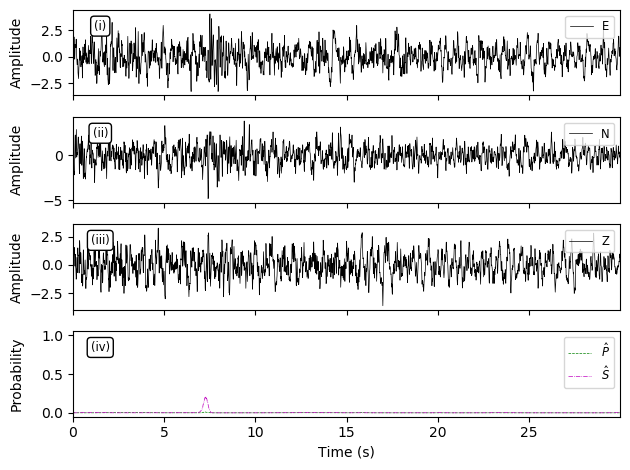 (i)
E
2.5
0.0
−2.5
Amplitude
(ii)
N
0
−5
Amplitude
(iii)
Z
2.5
0.0
−2.5
Amplitude
(iv)
P̂
Ŝ
1.0
0.5
0.0
Probability
0 5 10 15 20 25
Time (s)